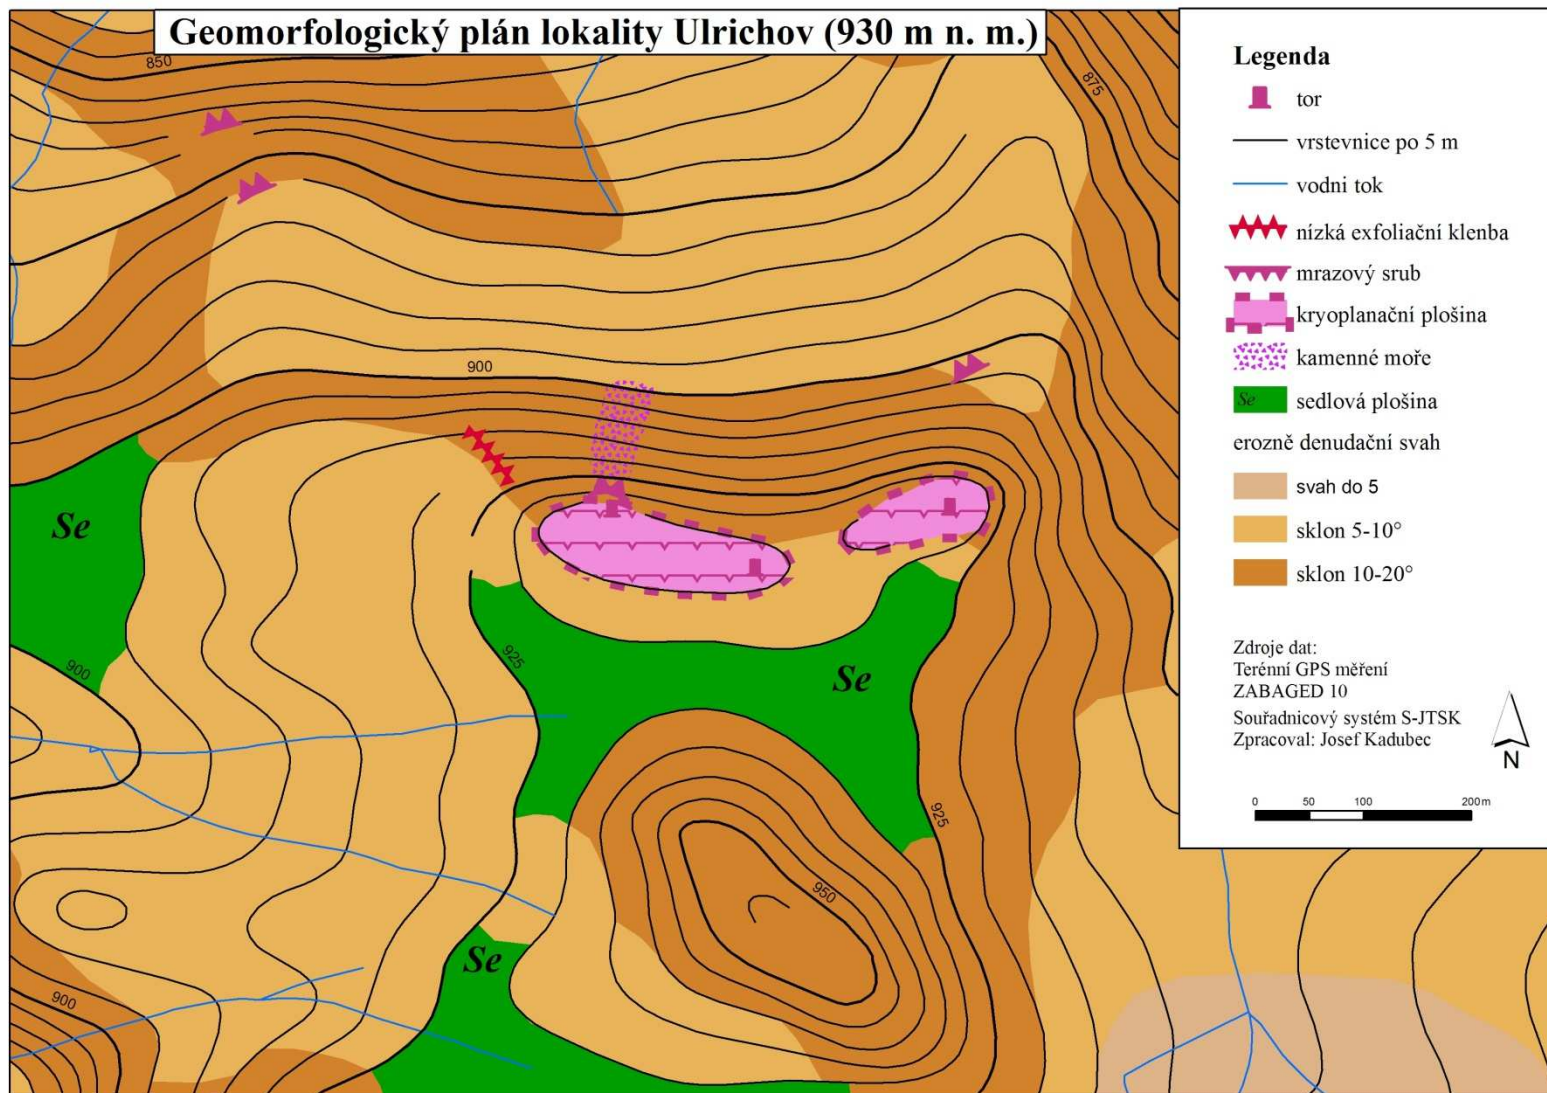 Geomorfologický plán lokality Ulrichov (930 m n. m.)
850
875
900
Se
900
925
Se
925
950
Se
900
Legenda
tor
vrstevnice po 5 m
vodni tok
nízká exfoliační klenba
mrazový srub
kryoplanační plošina
kamenné moře
Se sedlová plošina
erozně denudační svah
svah do 5
sklon 5-10°
sklon 10-20°
Zdroje dat:
Terénní GPS měření
ZABAGED 10
Souřadnicový systém S-JTSK
Zpracoval: Josef Kadubec
N
0 50 100 200 m